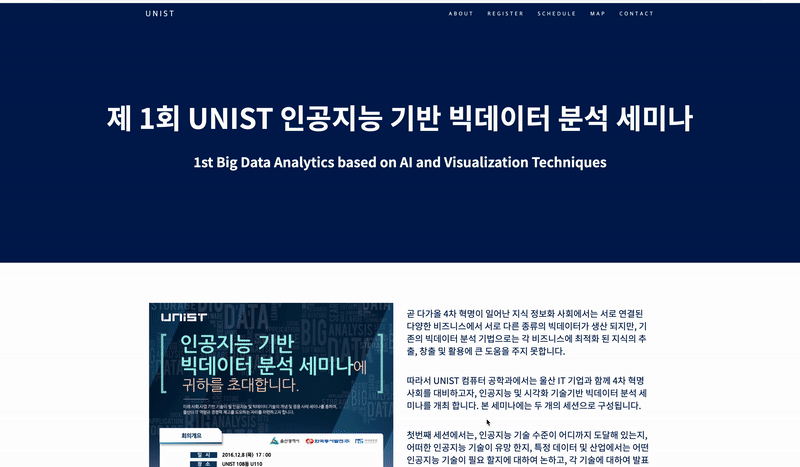 UNIST
ABOUT REGISTER SCHEDULE MAP CONTACT
제 1회 UNIST 인공지능 기반 빅데이터 분석 세미나
1st Big Data Analytics based on AI and Visualization Techniques
UNIST
인공지능 기반
빅데이터 분석 세미나에
귀하를 초대합니다.
회의개요
울산광역시 한국동서발전(주)
일 시 2016.12.8 (목) 17:00
장 소 UNIST 108동 U110
곧 다가올 4차 혁명이 일어난 지식 정보화 사회에서는 서로 연결된
다양한 비즈니스에서 서로 다른 종류의 빅데이터가 생산 되지만, 기
존의 빅데이터 분석 기법으로는 각 비즈니스에 최적화 된 지식의 추
출, 창출 및 활용에 큰 도움을 주지 못합니다.
따라서 UNIST 컴퓨터 공학과에서는 울산 IT 기업과 함께 4차 혁명
사회를 대비하고자, 인공지능 및 시각화 기술기반 빅데이터 분석 세
미나를 개최 합니다. 본 세미나에는 두 개의 세션으로 구성됩니다.
첫번째 세션에서는, 인공지능 기술 수준이 어디까지 도달해 있는지,
어떠한 인공지능 기술이 유망 한지, 특정 데이터 및 산업에서는 어떤
인공지능 기술이 필요 할지에 대하여 논하고, 각 기술에 대하여 발표